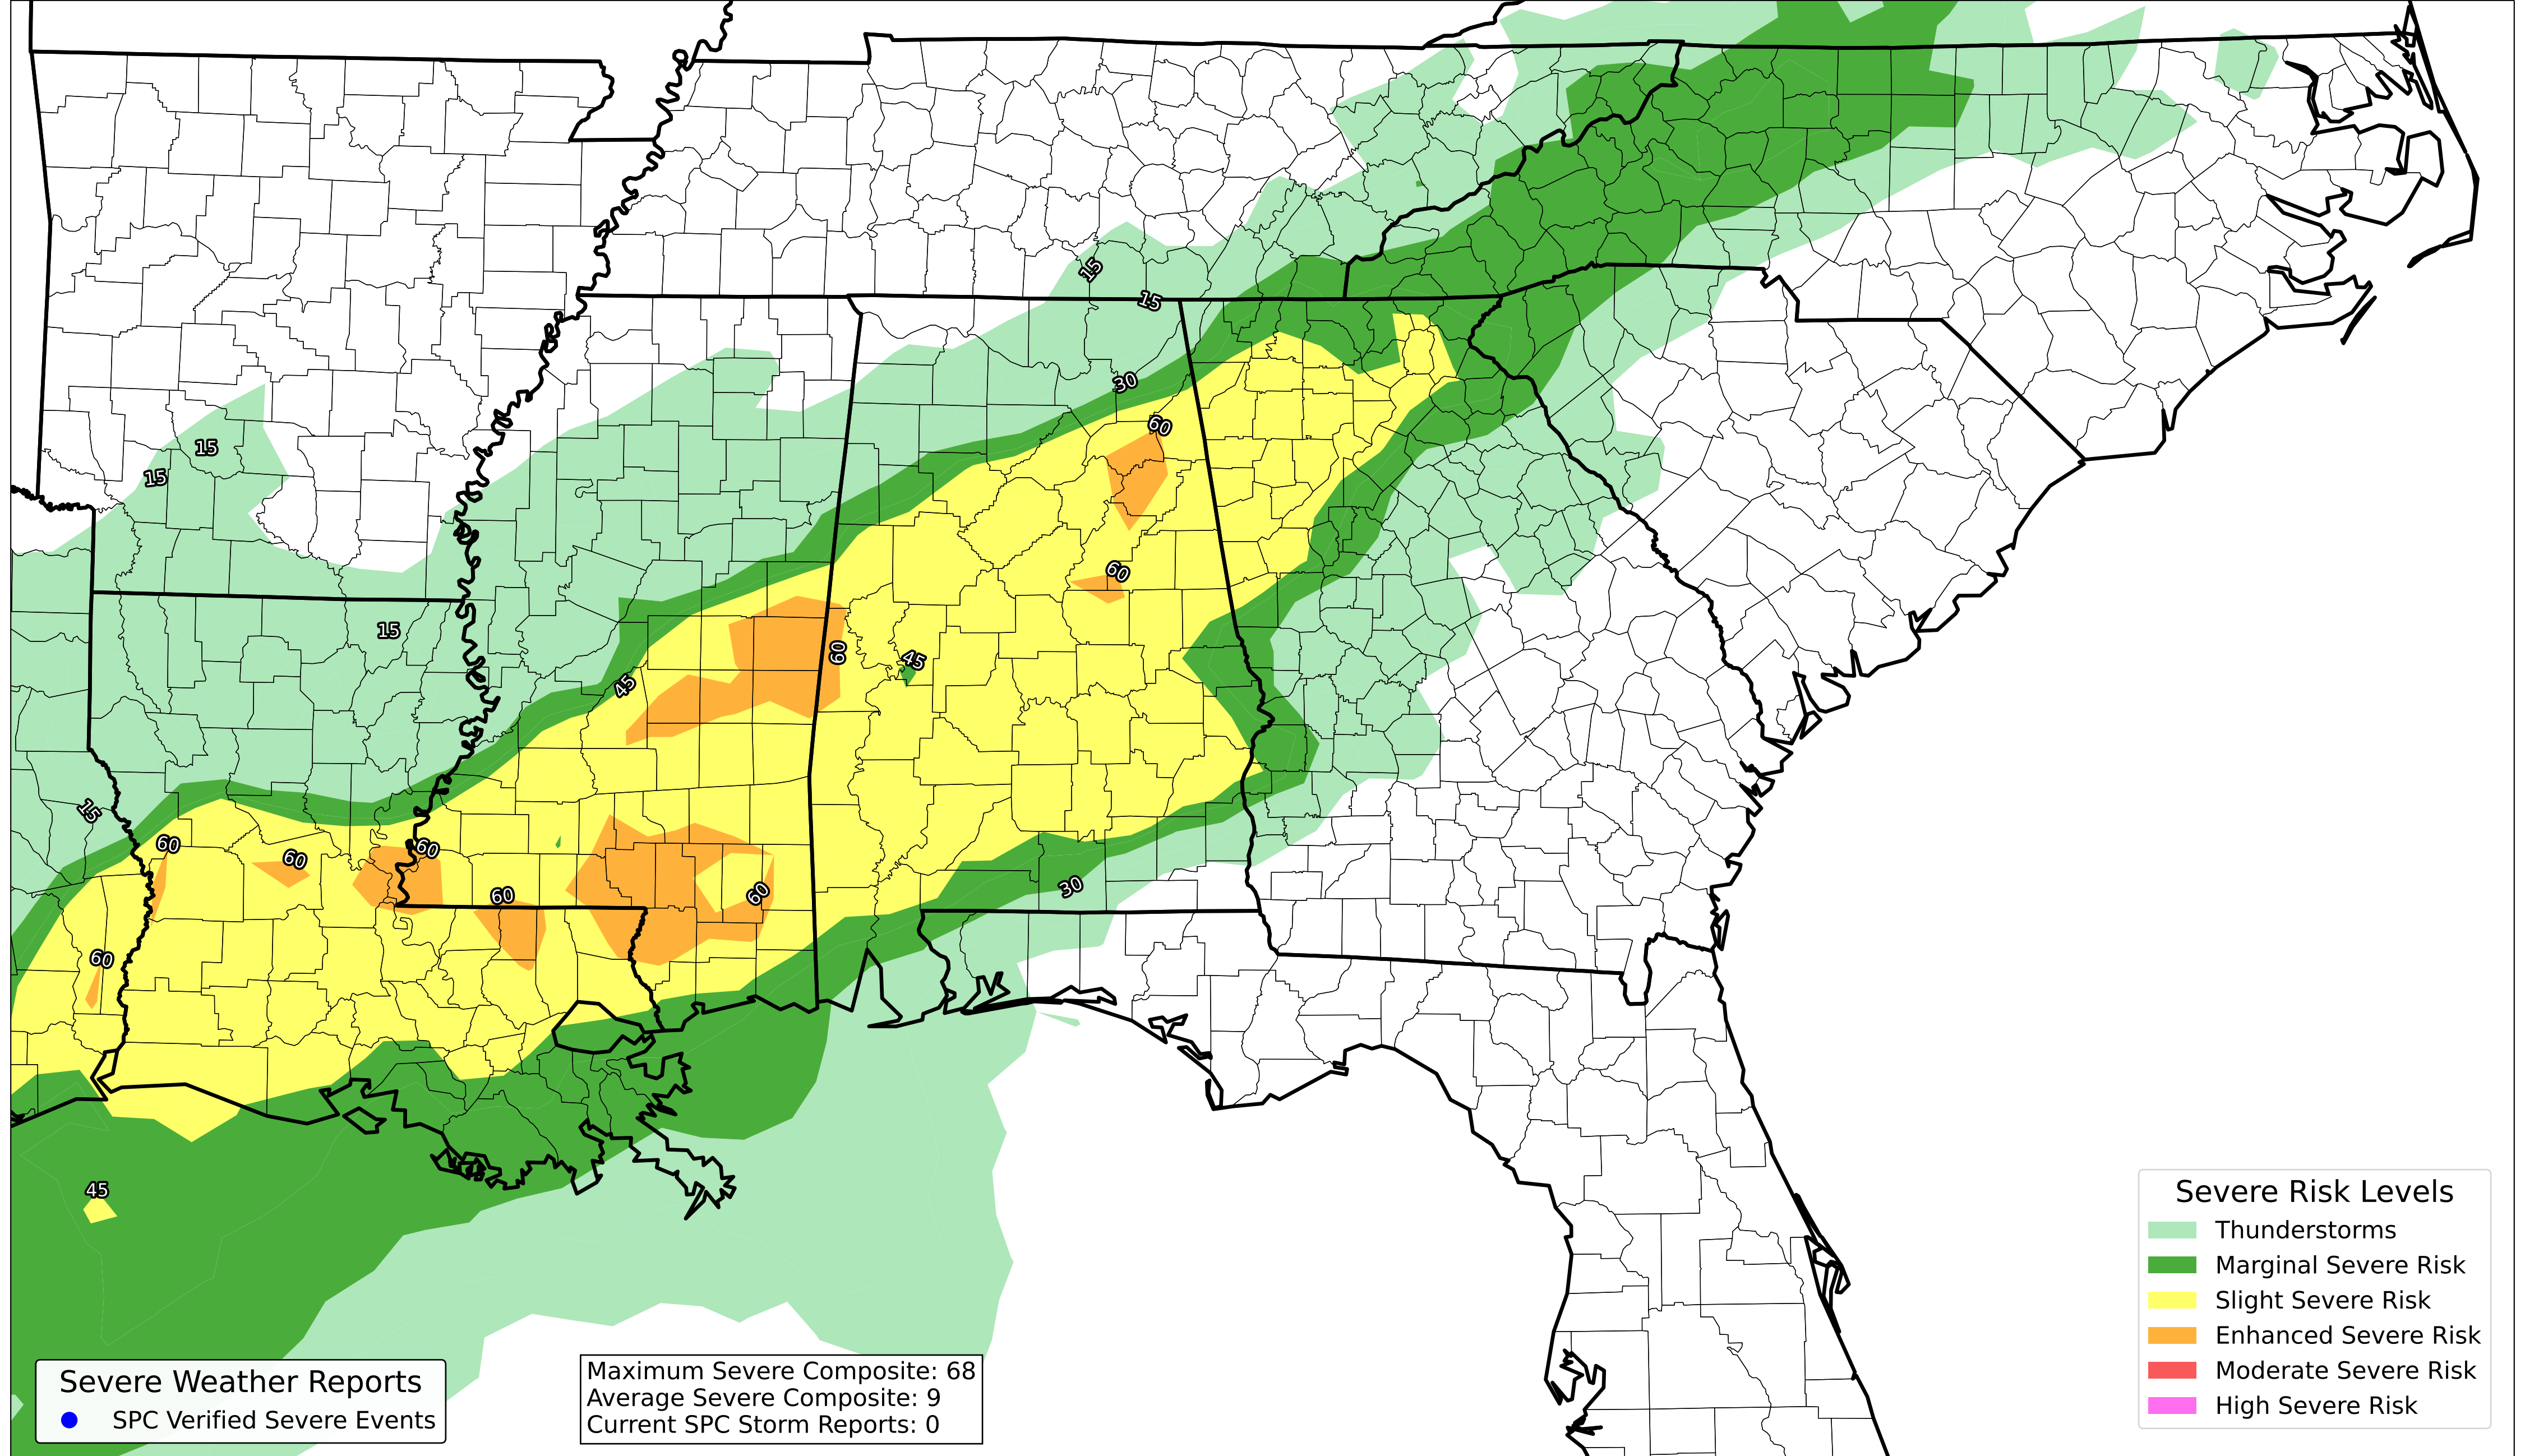 15
15
30
60
15
15
60
60
15
45
60
45
15
60
60
60
60
60
30
60
45
Severe Weather Reports
SPC Verified Severe Events
Maximum Severe Composite: 68
Average Severe Composite: 9
Current SPC Storm Reports: 0
Severe Risk Levels
Thunderstorms
Marginal Severe Risk
Slight Severe Risk
Enhanced Severe Risk
Moderate Severe Risk
High Severe Risk